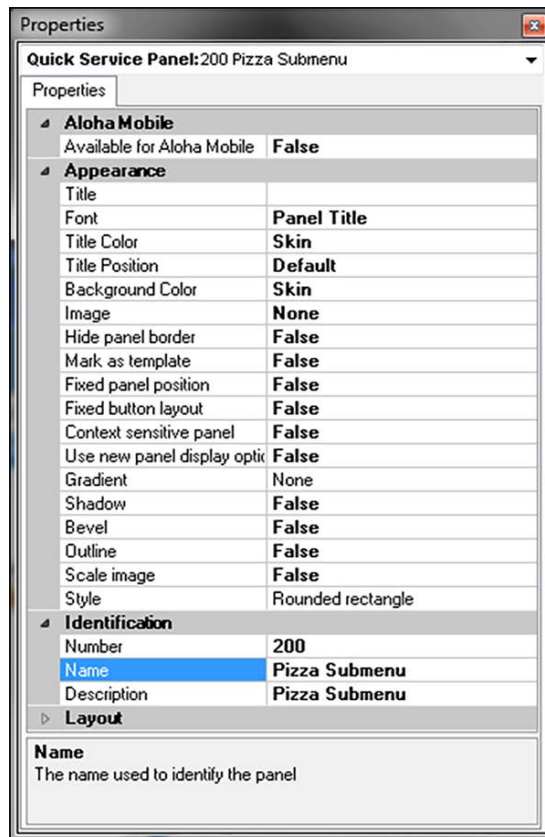 Properties
Quick Service Panel: 200 Pizza Submenu
Properties
Aloha Mobile
Available for Aloha Mobile False
Appearance
Title
Font Panel Title
Title Color Skin
Title Position Default
Background Color Skin
Image None
Hide panel border False
Mark as template False
Fixed panel position False
Fixed button layout False
Context sensitive panel False
Use new panel display optic False
Gradient None
Shadow False
Bevel False
Outline False
Scale image False
Style Rounded rectangle
Identification
Number 200
Name Pizza Submenu
Description Pizza Submenu
Layout
Name
The name used to identify the panel